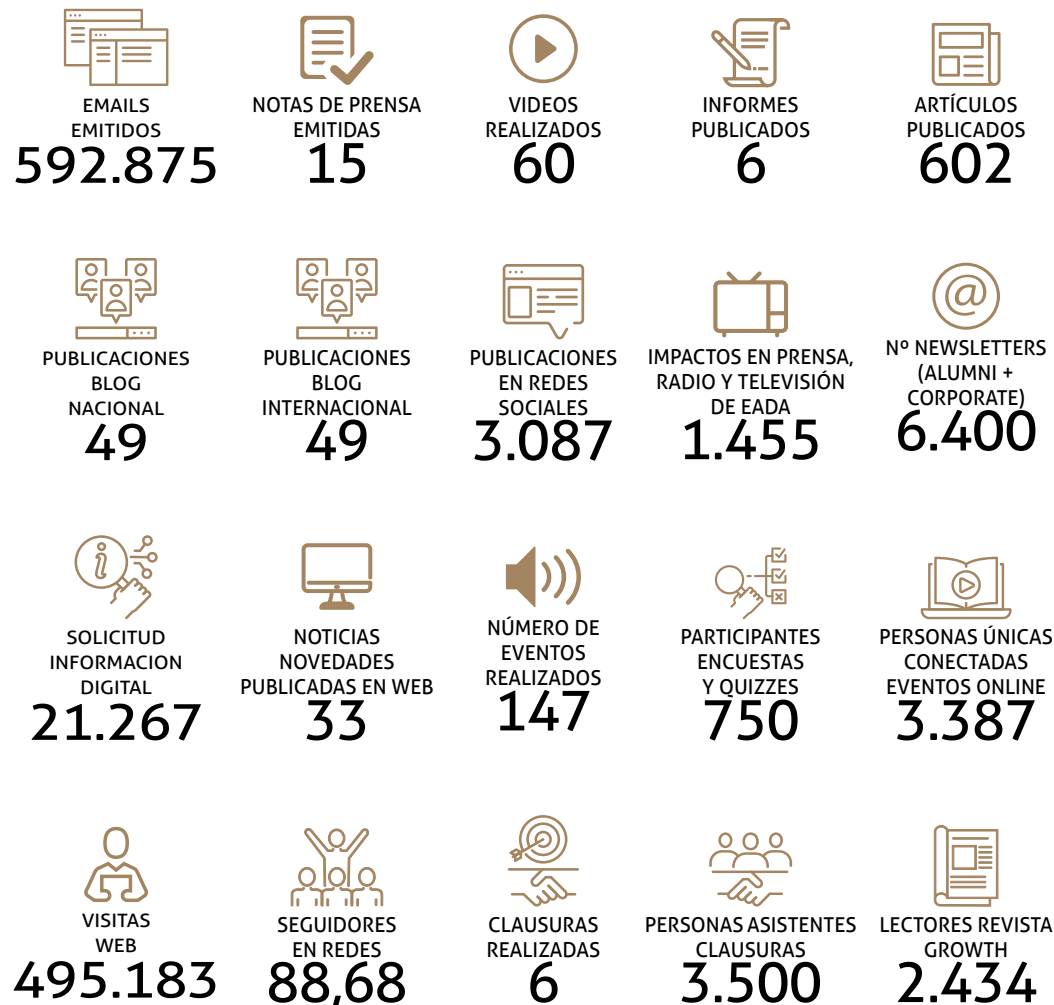 EMAILS
EMITIDOS
592.875
NOTAS DE PRENSA
EMITIDAS
15
VIDEOS
REALIZADOS
60
INFORMES
PUBLICADOS
6
ARTÍCULOS
PUBLICADOS
602
PUBLICACIONES
BLOG
NACIONAL
49
PUBLICACIONES
BLOG
INTERNACIONAL
49
PUBLICACIONES
EN REDES
SOCIALES
3.087
IMPACTOS EN PRENSA,
RADIO Y TELEVISIÓN
DE EADA
1.455
@
Nº NEWSLETTERS
(ALUMNI +
CORPORATE)
6.400
i
SOLICITUD
INFORMACION
DIGITAL
21.267
NOTICIAS
NOVEDADES
PUBLICADAS EN WEB
33
NÚMERO DE
EVENTOS
REALIZADOS
147
PARTICIPANTES
ENCUESTAS
Y QUIZZES
750
PERSONAS ÚNICAS
CONECTADAS
EVENTOS ONLINE
3.387
VISITAS
WEB
495.183
SEGUIDORES
EN REDES
88,68
CLAUSURAS
REALIZADAS
6
PERSONAS ASISTENTES
CLAUSURAS
3.500
LECTORES REVISTA
GROWTH
2.434